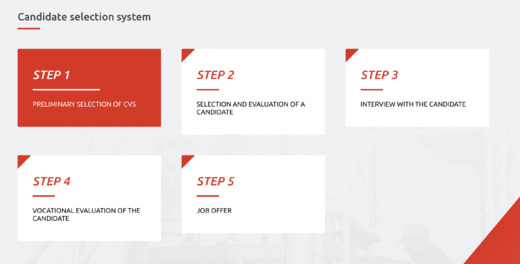 Candidate selection system
STEP 1
PRELIMINARY SELECTION OF CVS
STEP 2
SELECTION AND EVALUATION OF A
CANDIDATE
STEP 3
INTERVIEW WITH THE CANDIDATE
STEP 4
VOCATIONAL EVALUATION OF THE
CANDIDATE
STEP 5
JOB OFFER